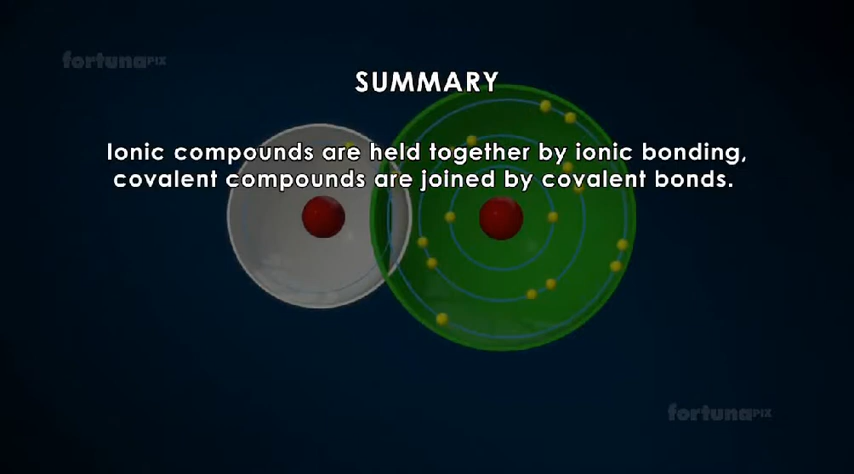 fortunaPIX
SUMMARY
Ionic compounds are held together by ionic bonding,
covalent compounds are joined by covalent bonds.
fortunaPIX